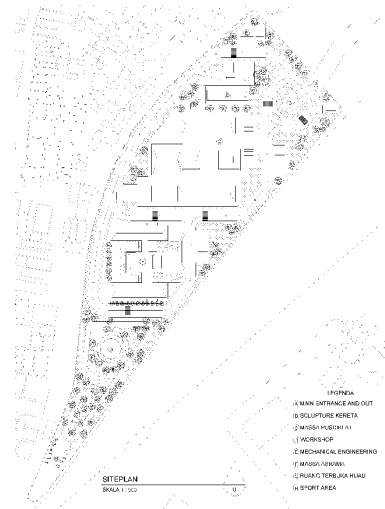 LEGENDA
MAIN ENTRANCE AND OUT
SCLUPTURE KERETA
MASSA PUSDIKLAT
WORKSHOP
MECHANICAL ENGINEERING
MASSA ASRAMA
RUANG TERBUKA HIJAU
SPORT AREA
SITEPLAN
SKALA 1 : 500